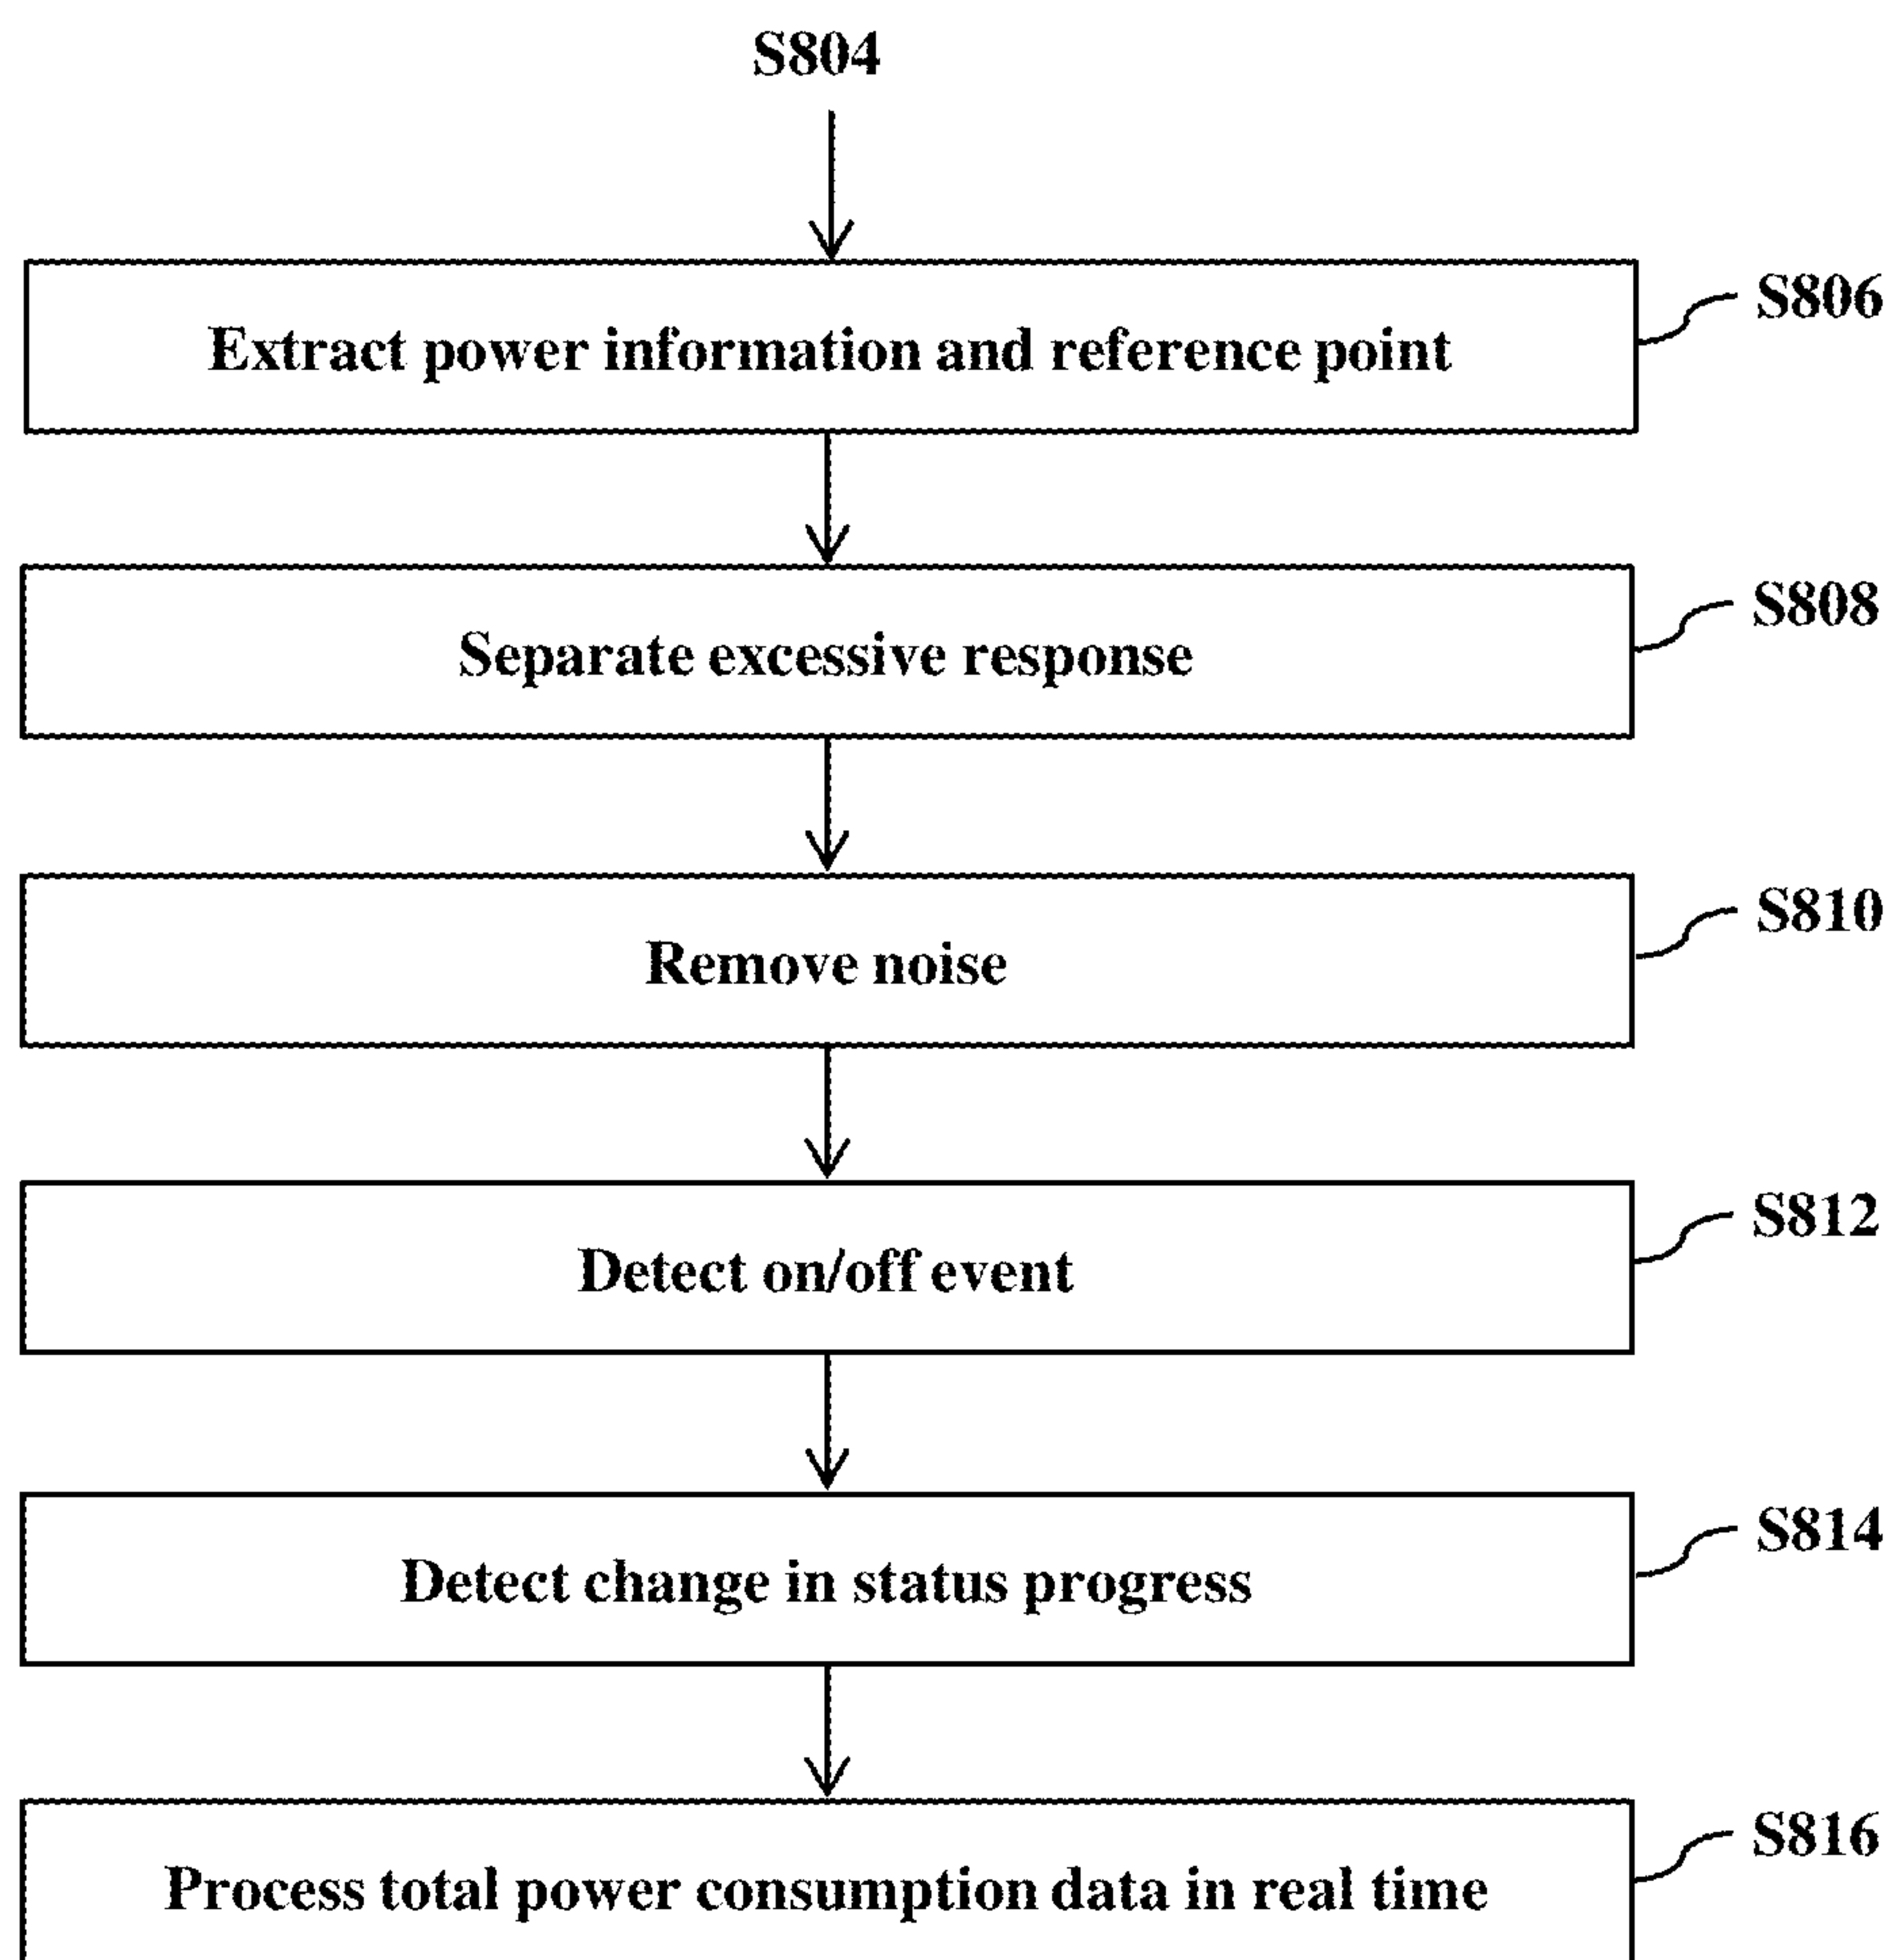 S804
S806
Extract power information and reference point
S808
Separate excessive response
S810
Remove noise
S812
Detect on/off event
S814
Detect change in status progress
S816
Process total power consumption data in real time